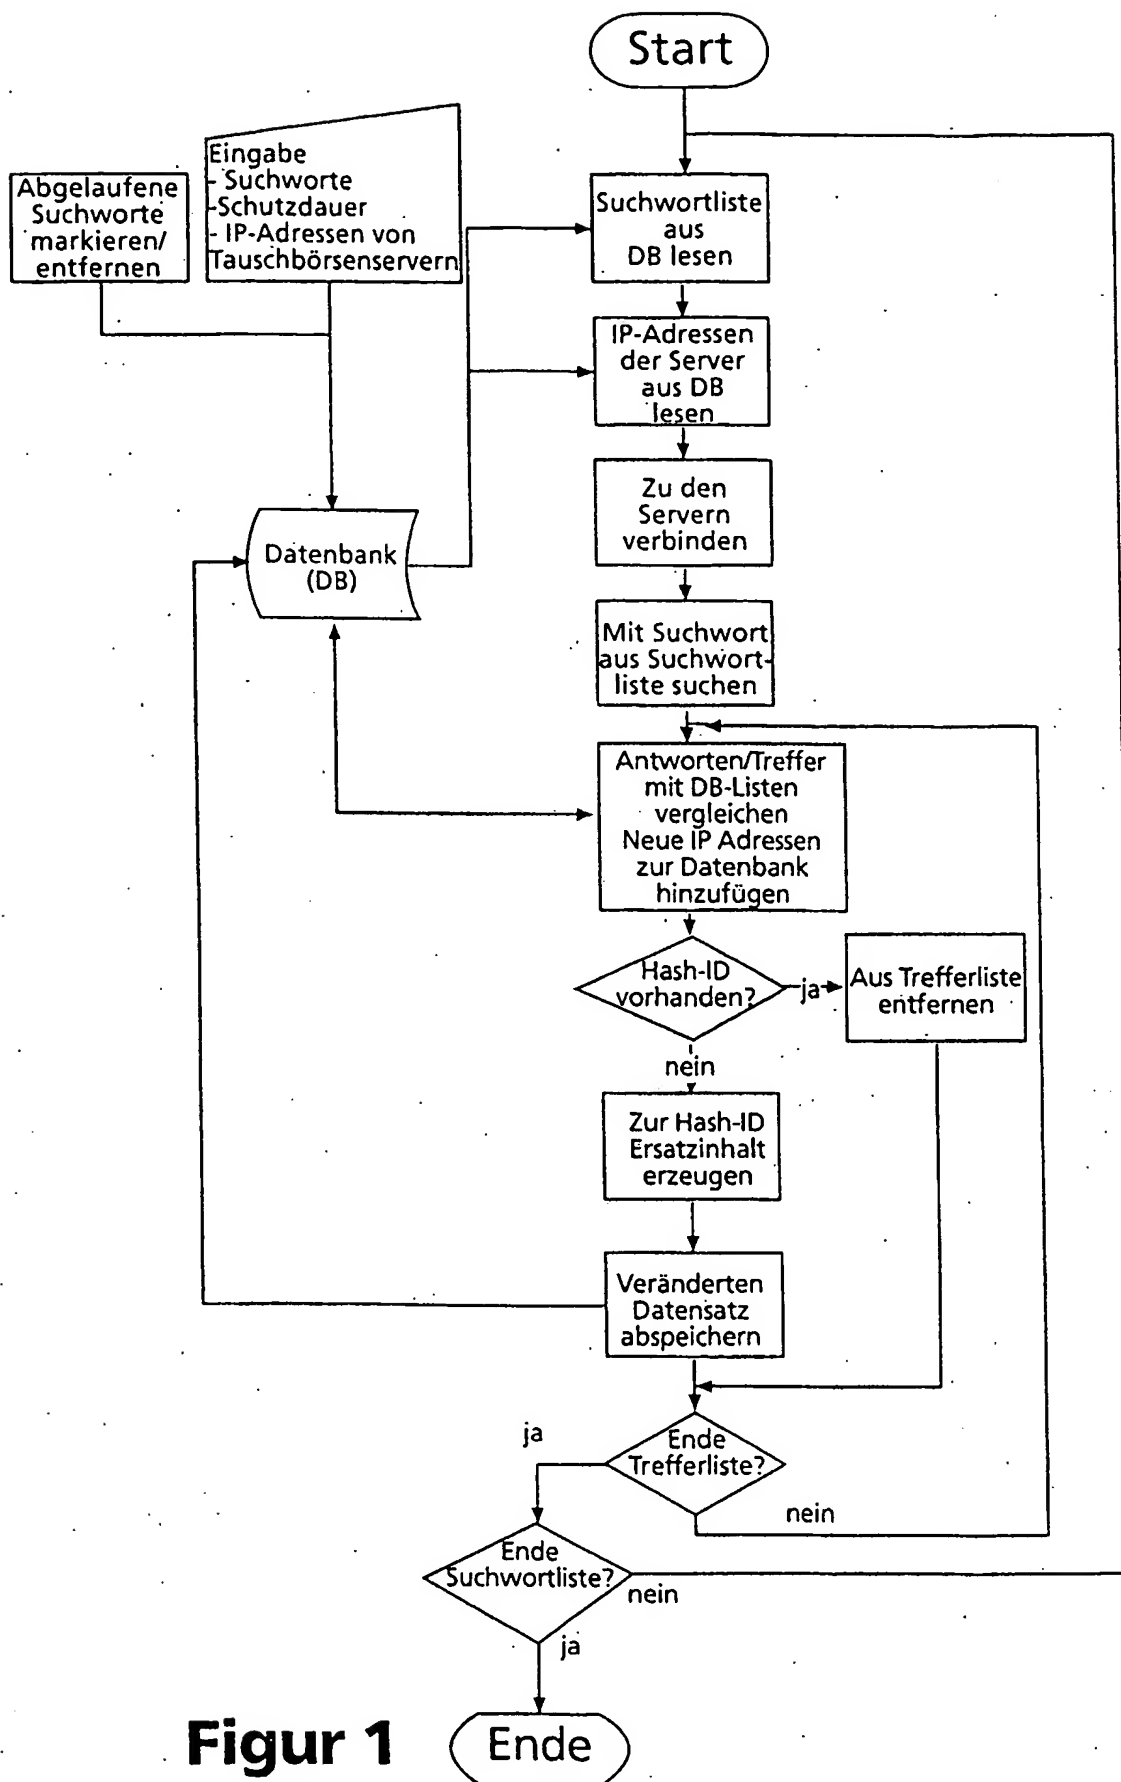 Start
Eingabe
- Suchworte
-Schutzdauer
- IP-Adressen von
Tauschbörsenservern
Abgelaufene
Suchworte
markieren/
entfernen
Suchwortliste
aus
DB lesen
IP-Adressen
der Server
aus DB
lesen
Zu den
Servern
verbinden
Datenbank
(DB)
Mit Suchwort
aus Suchwort-
liste suchen
Antworten/Treffer
mit DB-Listen
vergleichen
Neue IP Adressen
zur Datenbank
hinzufügen
Hash-ID
vorhanden?
ja
Aus Trefferliste
entfernen
nein
Zur Hash-ID
Ersatzinhalt
erzeugen
Veränderten
Datensatz
abspeichern
ja
Ende
Trefferliste?
nein
Ende
Suchwortliste?
nein
ja
Figur 1
Ende